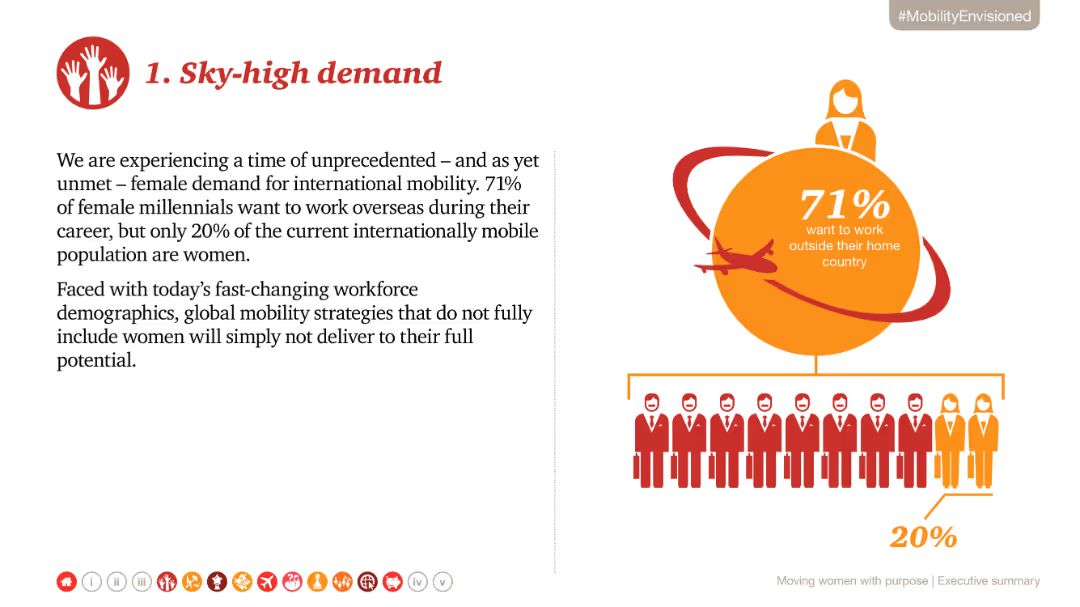 #MobilityEnvisioned
1. Sky-high demand
We are experiencing a time of unprecedented – and as yet
unmet – female demand for international mobility. 71%
of female millennials want to work overseas during their
career, but only 20% of the current internationally mobile
population are women.
Faced with today’s fast-changing workforce
demographics, global mobility strategies that do not fully
include women will simply not deliver to their full
potential.
71%
want to work
outside their home
country
20%
i ii iii iv v
Moving women with purpose | Executive summary